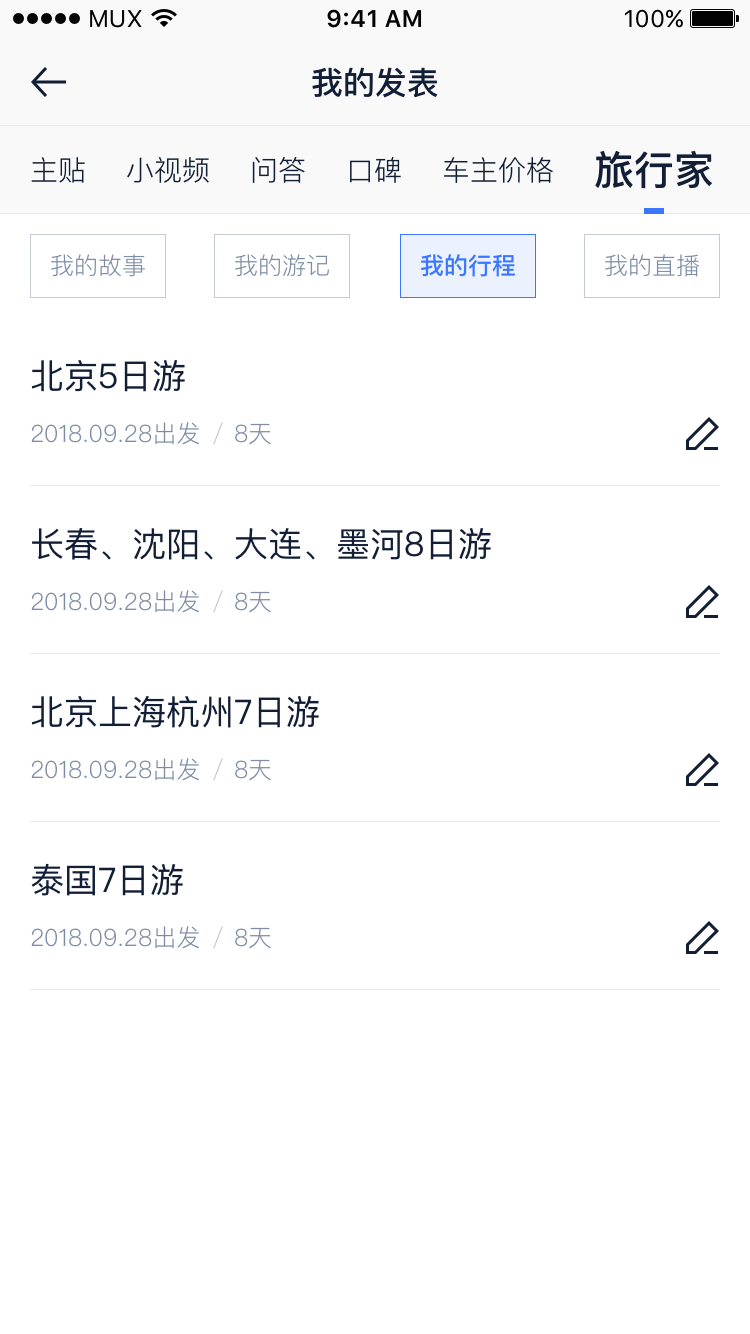 MUX 9:41 AM 100%
我的发表
主贴 小视频 问答 口碑 车主价格 旅行家
我的故事 我的游记 我的行程 我的直播
北京5日游
2018.09.28出发 / 8天
长春、沈阳、大连、墨河8日游
2018.09.28出发 / 8天
北京上海杭州7日游
2018.09.28出发 / 8天
泰国7日游
2018.09.28出发 / 8天